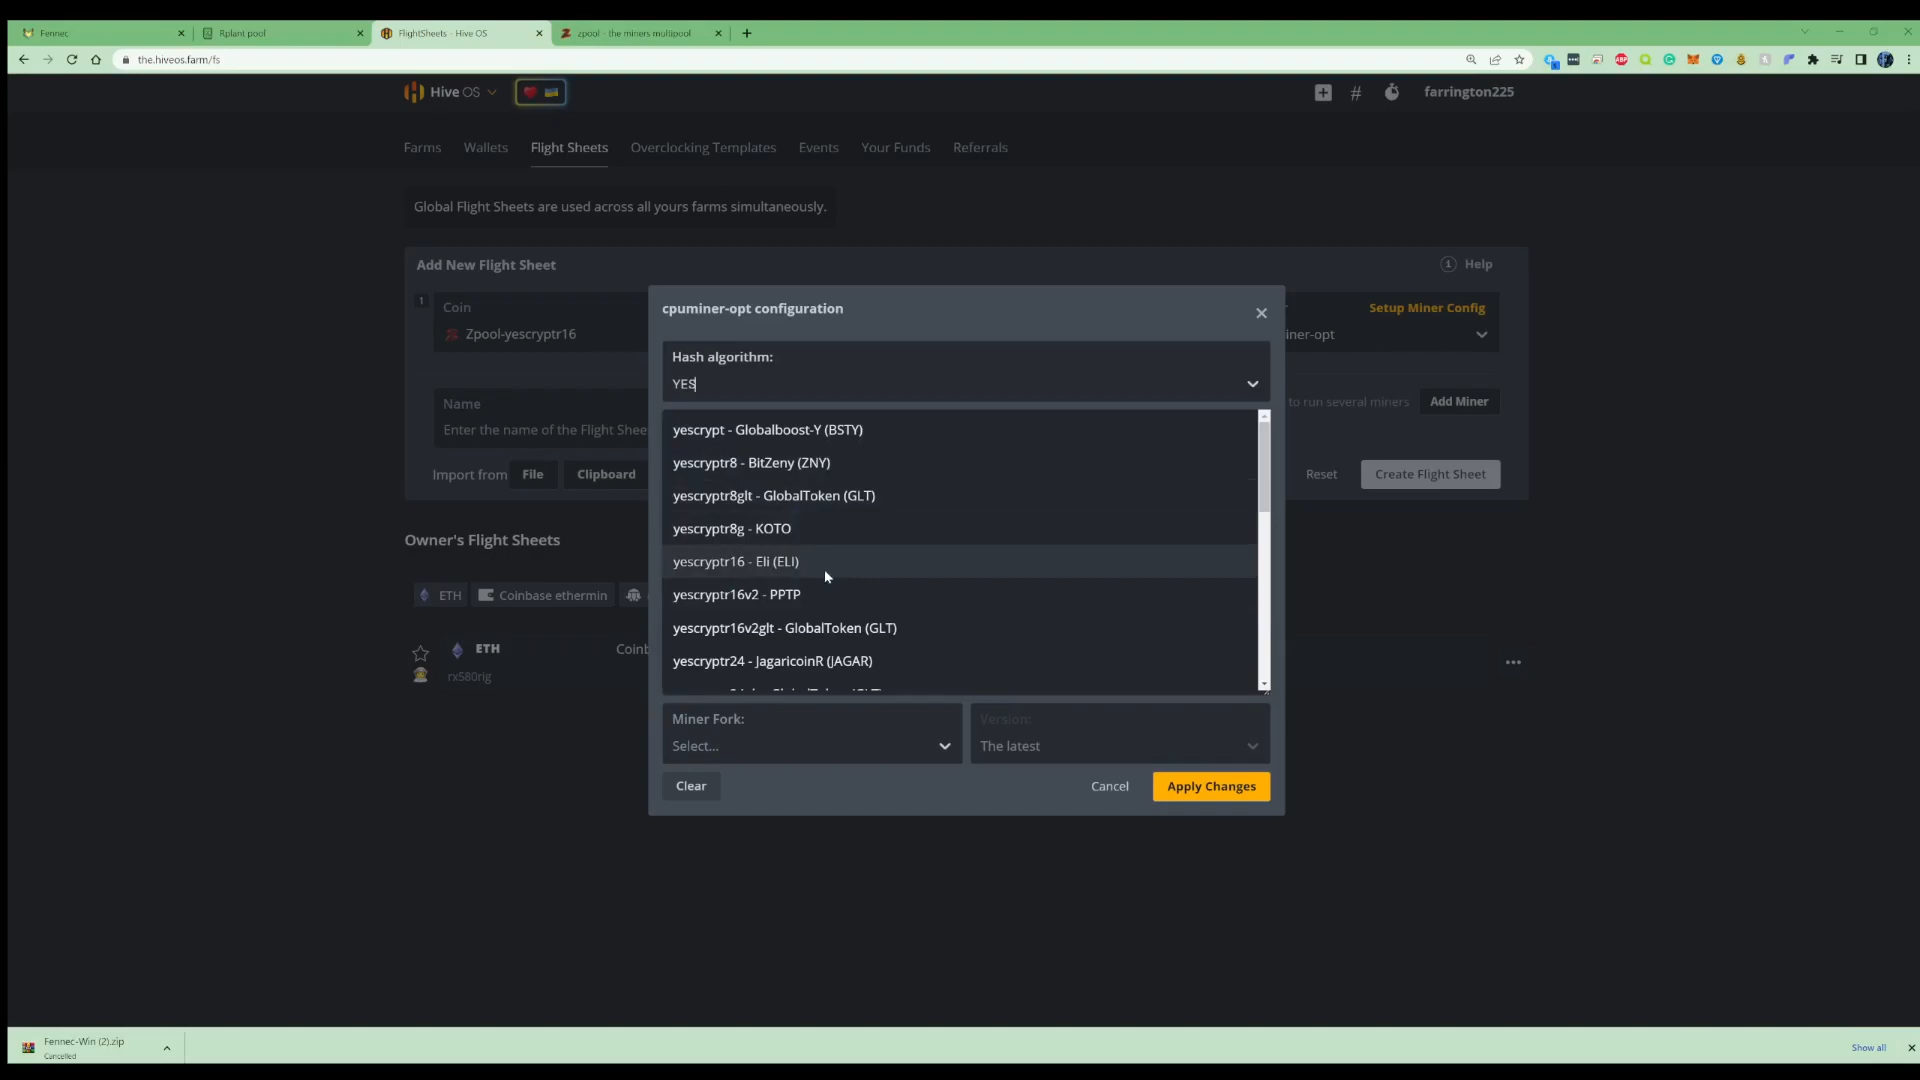 Fennec
Rplant pool
FlightSheets - Hive OS
zpool - the miners multipool
the.hiveos.farm/fs
Hive OS
farrington225
Farms
Wallets
Flight Sheets
Overclocking Templates
Events
Your Funds
Referrals
Global Flight Sheets are used across all yours farms simultaneously.
Add New Flight Sheet
Help
1
Coin
Zpool-yescryptr16
Setup Miner Config
iner-opt
cpuminer-opt configuration
Hash algorithm:
YES
Name
Enter the name of the Flight Shee
to run several miners
Add Miner
yescrypt - Globalboost-Y (BSTY)
yescryptr8 - BitZeny (ZNY)
yescryptr8glt - GlobalToken (GLT)
yescryptr8g - KOTO
yescryptr16 - Eli (ELI)
yescryptr16v2 - PPTP
yescryptr16v2glt - GlobalToken (GLT)
yescryptr24 - JagaricoinR (JAGAR)
Import from
File
Clipboard
Reset
Create Flight Sheet
Owner's Flight Sheets
ETH
Coinbase ethermin
ETH
Coinb
rx580rig
Miner Fork:
Select...
Version:
The latest
Clear
Cancel
Apply Changes
Fennec-Win (2).zip
Cancelled
Show all